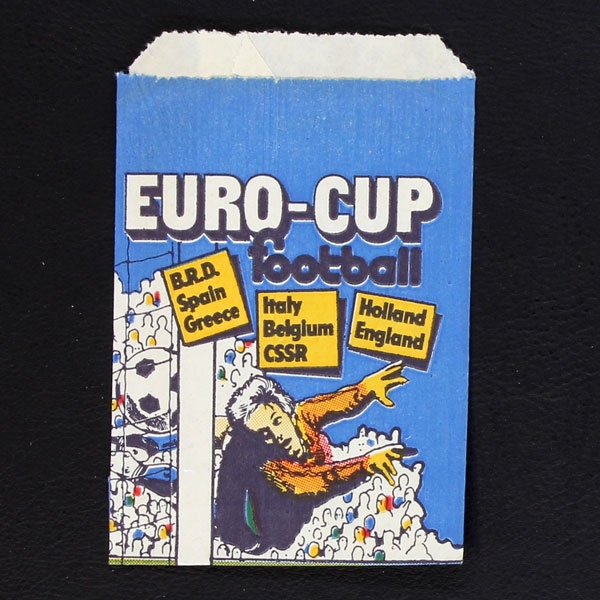 EURO-CUP
football
B.R.D.
Spain
Greece
Italy
Belgium
CSSR
Holland
England